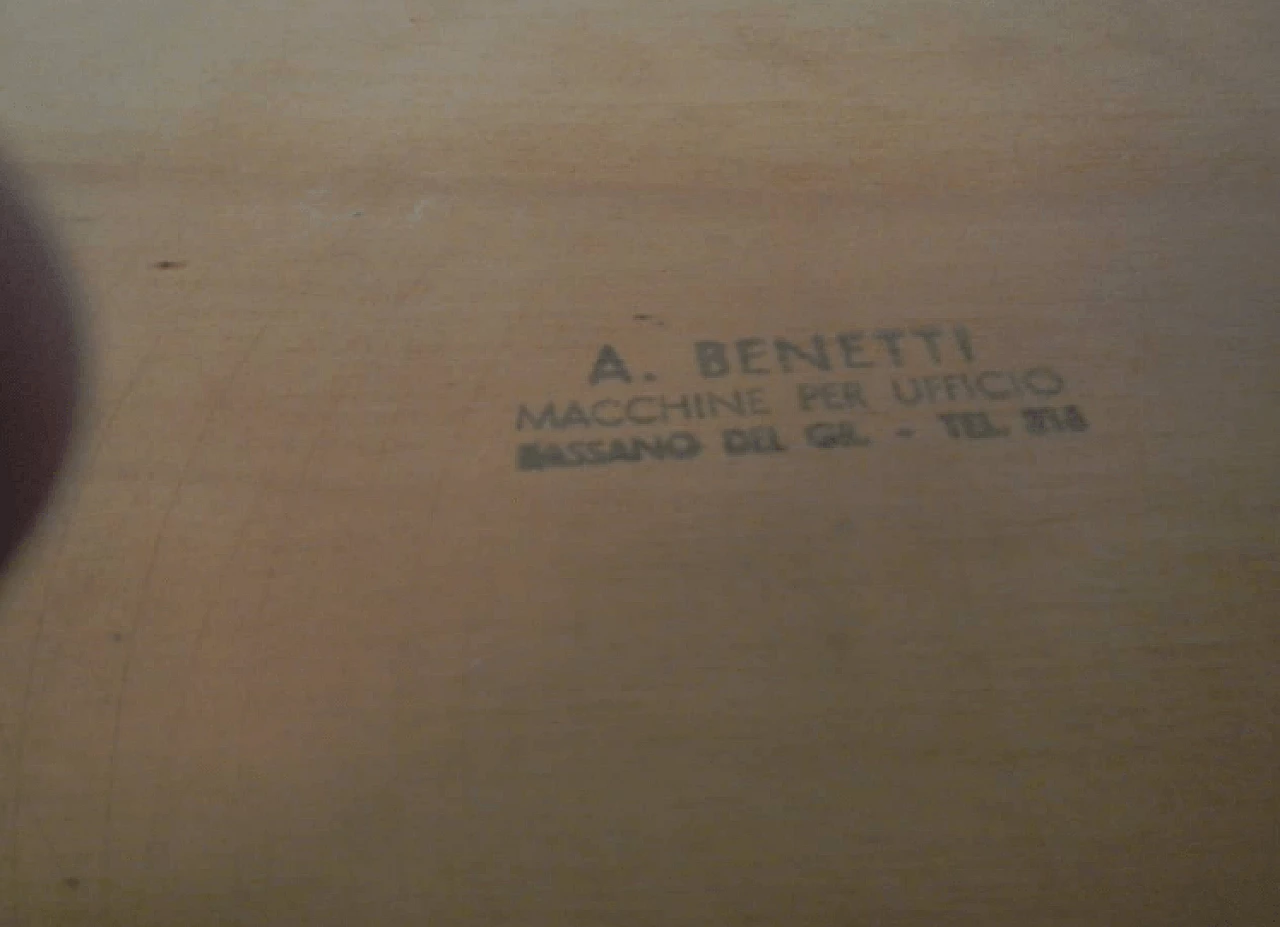 A. BENETTI
MACCHINE PER UFFICIO
BASSANO DEL GR. - TEL.